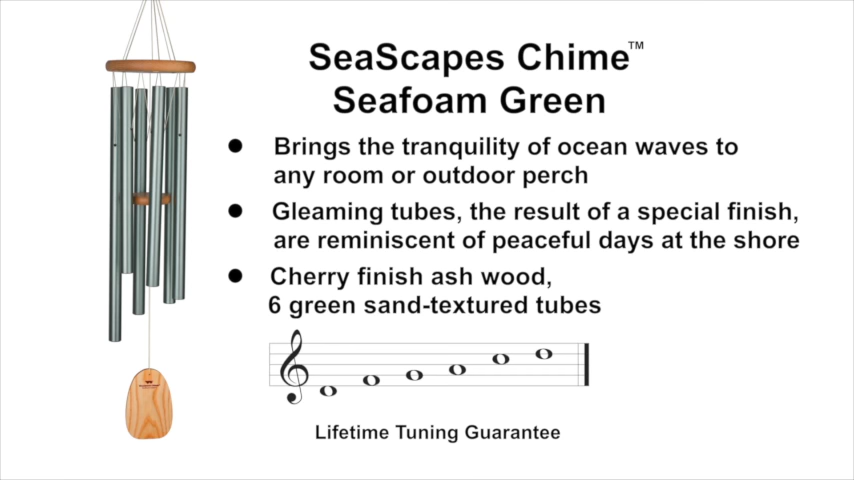 SeaScapes Chime™
Seafoam Green
● Brings the tranquility of ocean waves to
any room or outdoor perch
● Gleaming tubes, the result of a special finish,
are reminiscent of peaceful days at the shore
● Cherry finish ash wood,
6 green sand-textured tubes
Lifetime Tuning Guarantee